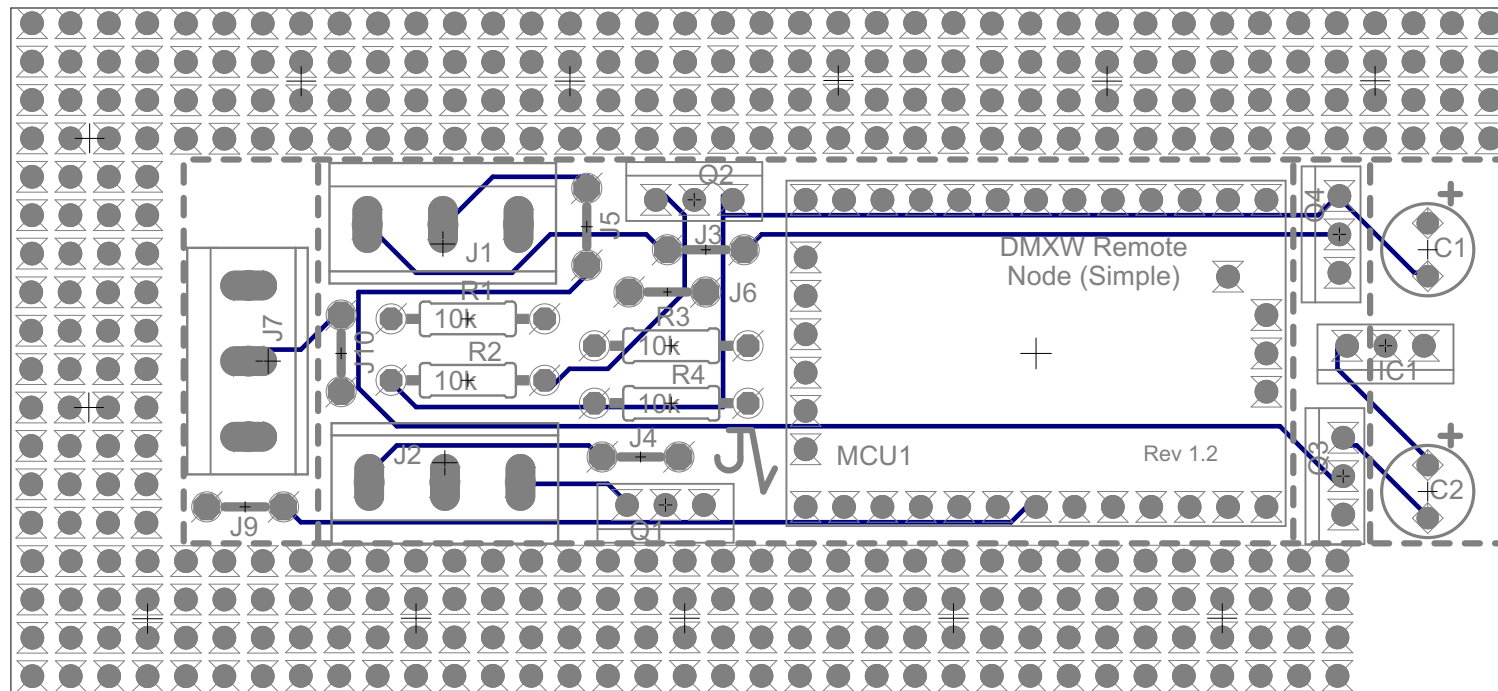 Q2
Q4
J5
J1
J3
DMXW Remote
Node (Simple)
C1
J7
J10
R1
10k
J6
R3
10k
R2
10k
R4
10k
IC1
J2
J4
MCU1
Rev 1.2
Q3
C2
J9
Q1